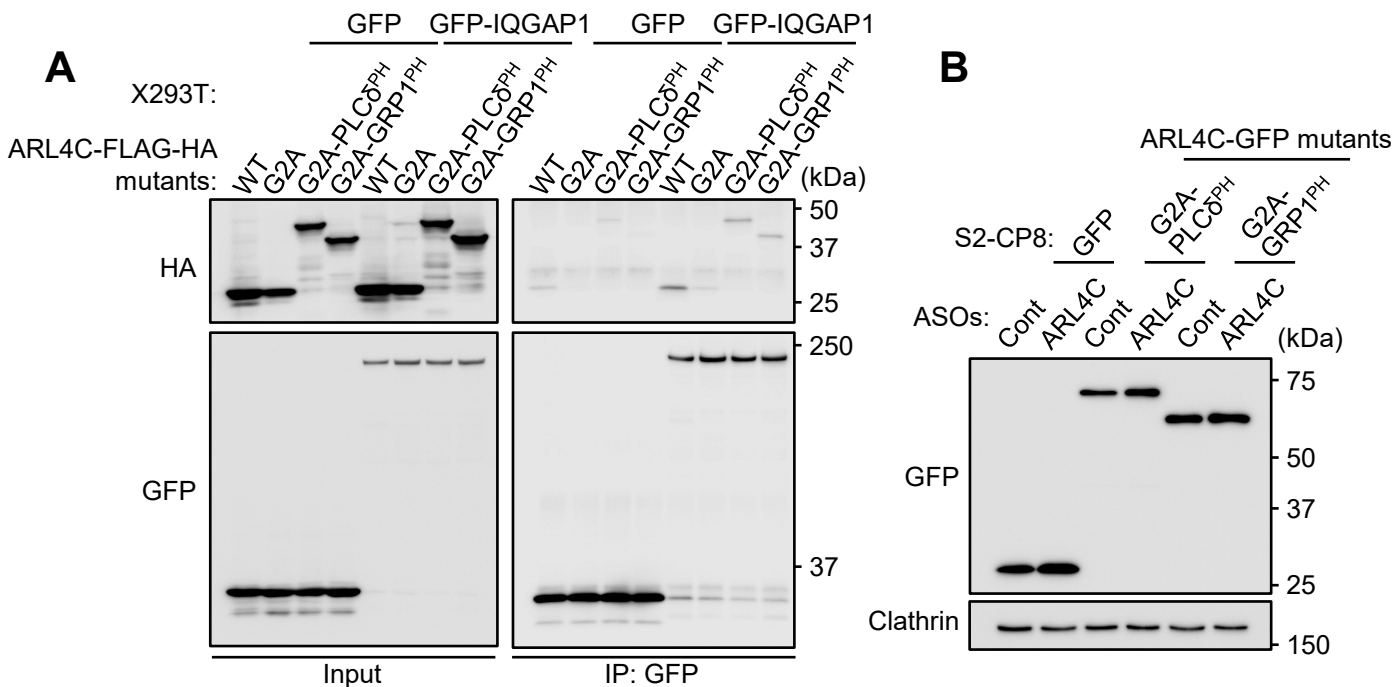 A
GFP GFP-IQGAP1 GFP GFP-IQGAP1
X293T:
ARL4C-FLAG-HA
mutants:
WT G2A G2A-PLCδPH G2A-GRP1PH WT G2A G2A-PLCδPH G2A-GRP1PH
WT G2A G2A-PLCδPH G2A-GRP1PH WT G2A G2A-PLCδPH G2A-GRP1PH
(kDa)
HA
50
37
25
GFP
250
37
Input IP: GFP
B
ARL4C-GFP mutants
S2-CP8: GFP G2A-PLCδPH G2A-GRP1PH
ASOs: Cont ARL4C Cont ARL4C Cont ARL4C (kDa)
GFP
75
50
37
25
Clathrin
150